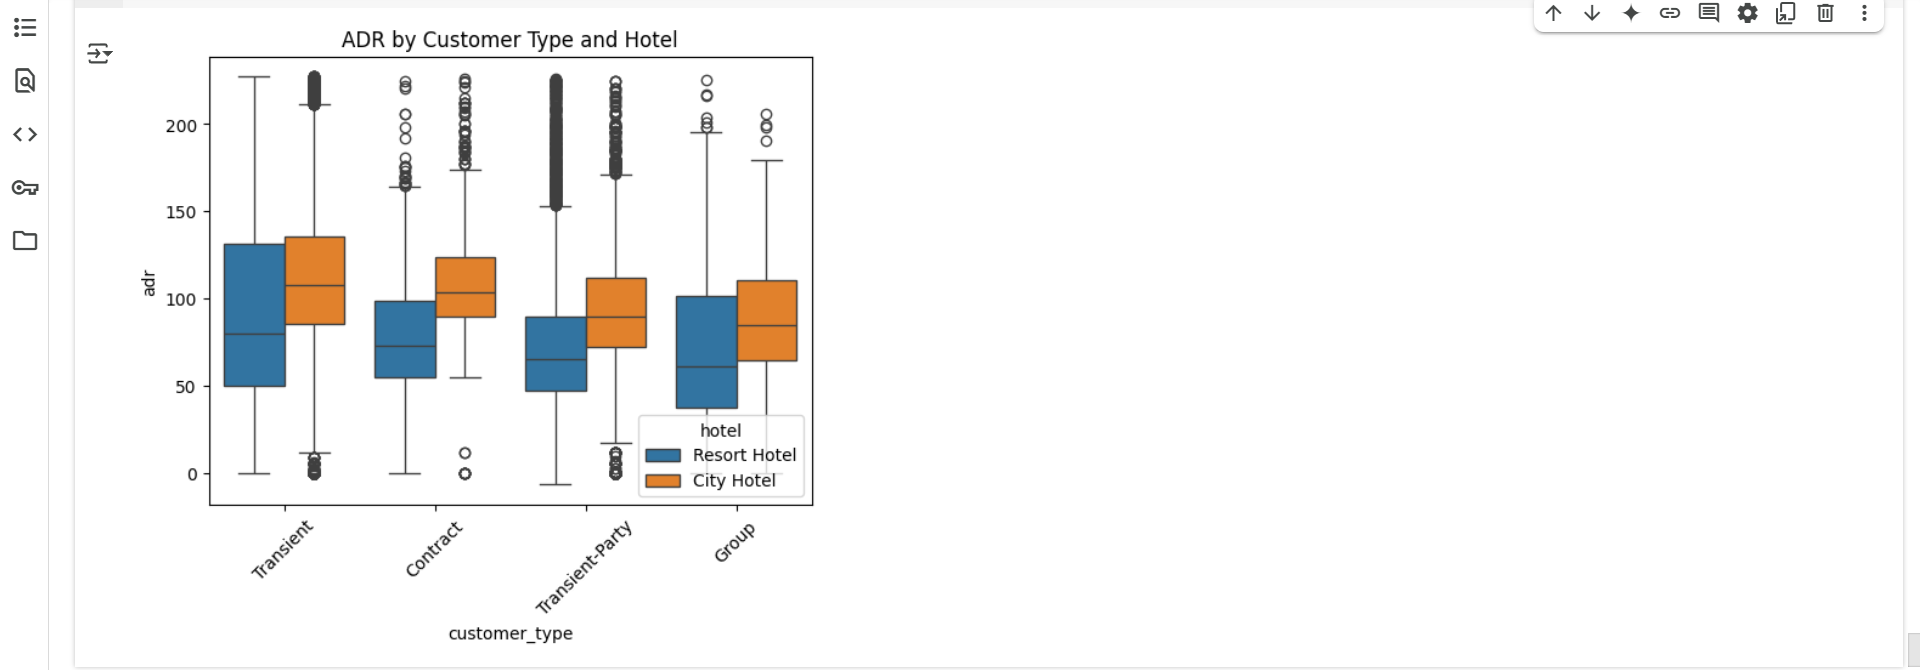 ADR by Customer Type and Hotel
adr
200
150
100
50
0
hotel
Resort Hotel
City Hotel
Transient
Contract
Transient-Party
Group
customer_type